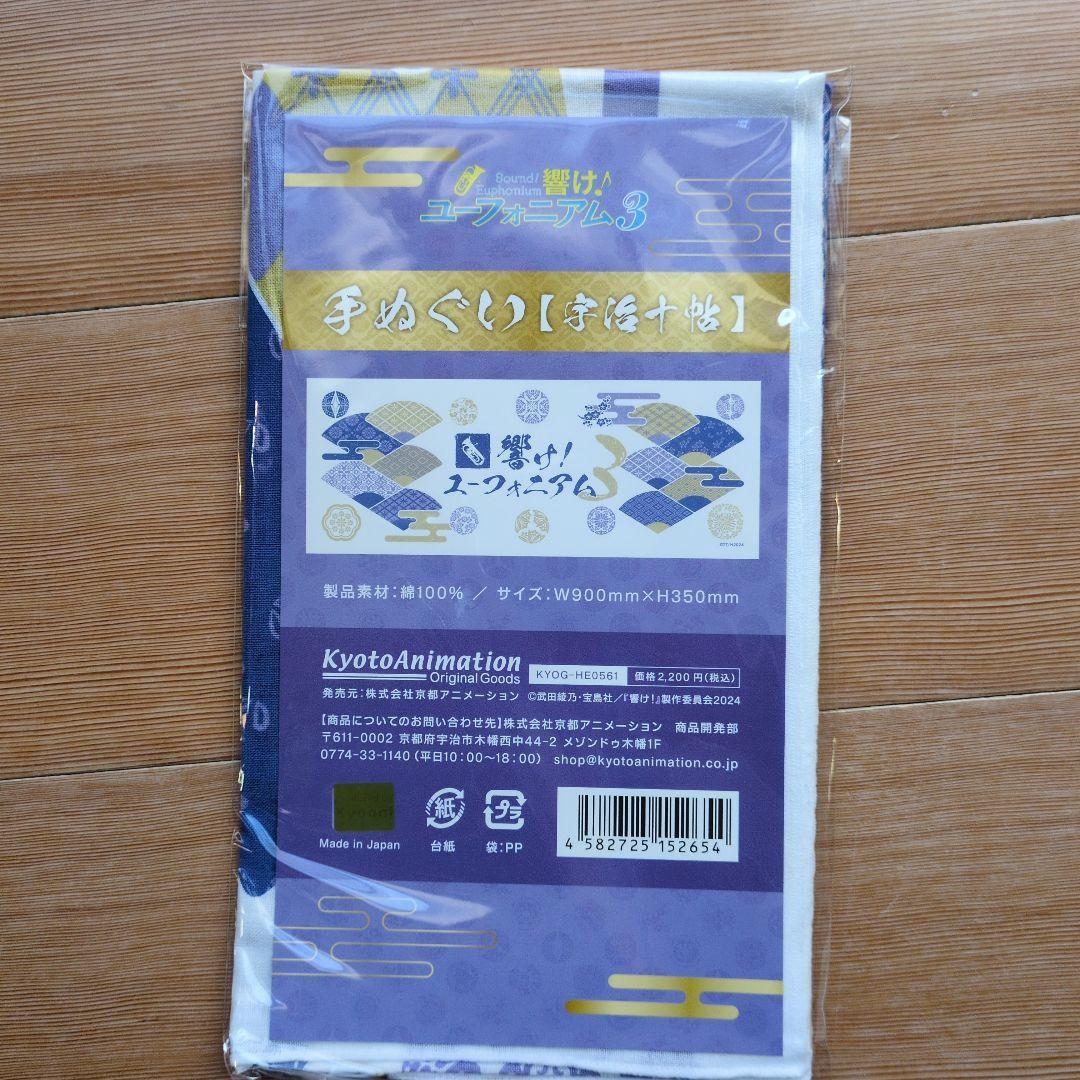 Sound!
Euphonium 響け♪
ユーフォニアム3
手ぬぐい【宇治十帖】
響け!
ユーフォニアム3
製品素材:綿100% / サイズ:W900mm×H350mm
KyotoAnimation
Original Goods
KYOG-HE0561 価格2,200円(税込)
発売元:株式会社京都アニメーション ©武田綾乃・宝島社/『響け!』製作委員会2024
【商品についてのお問い合わせ先】株式会社京都アニメーション 商品開発部
〒611-0002 京都府宇治市木幡西中44-2 メゾンドゥ木幡1F
0774-33-1140(平日10:00〜18:00) shop@kyotoanimation.co.jp
紙 プラ
Made in Japan 台紙 袋:PP
4 582725 152654